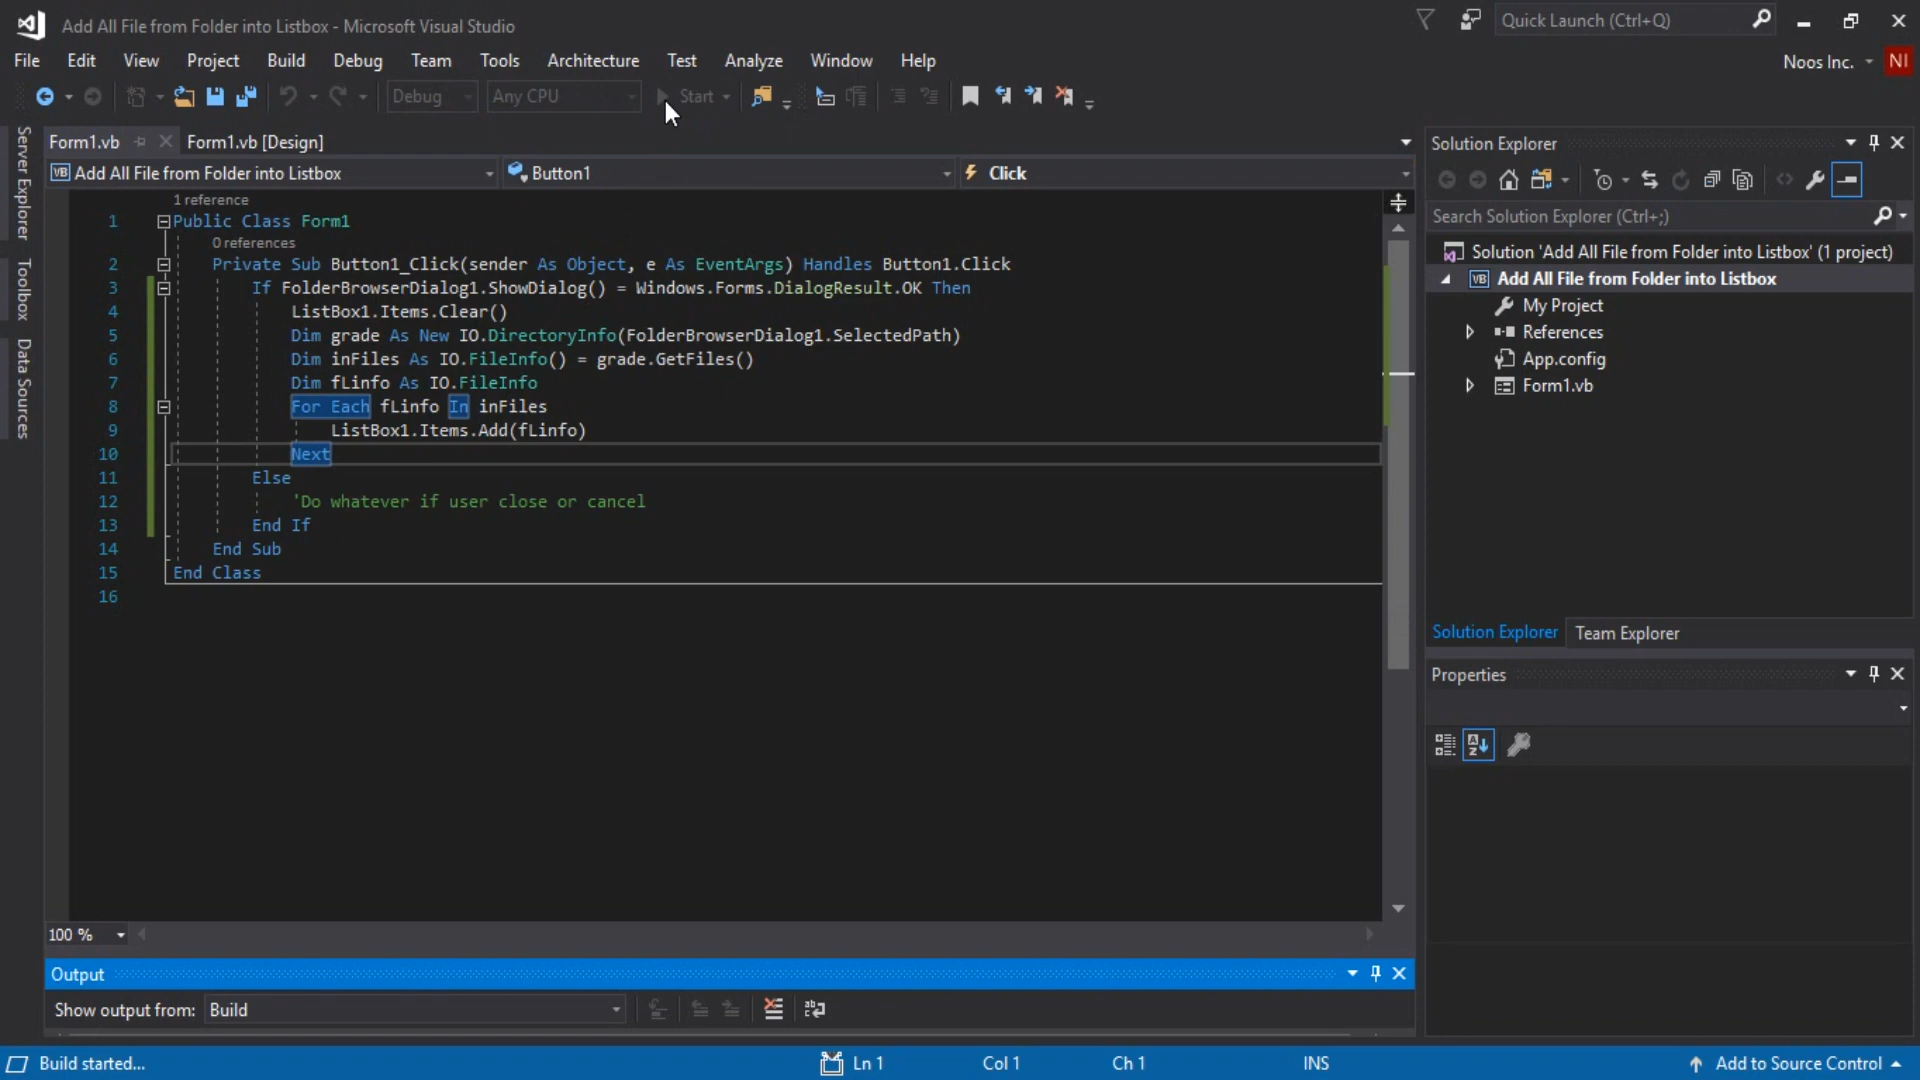 Add All File from Folder into Listbox - Microsoft Visual Studio
Quick Launch (Ctrl+Q)
File Edit View Project Build Debug Team Tools Architecture Test Analyze Window Help
Noos Inc. NI
Debug Any CPU Start
Server Explorer
Toolbox
Data Sources
Form1.vb Form1.vb [Design]
VB Add All File from Folder into Listbox Button1 Click
1 reference
1 Public Class Form1
0 references
2 Private Sub Button1_Click(sender As Object, e As EventArgs) Handles Button1.Click
3 If FolderBrowserDialog1.ShowDialog() = Windows.Forms.DialogResult.OK Then
4 ListBox1.Items.Clear()
5 Dim grade As New IO.DirectoryInfo(FolderBrowserDialog1.SelectedPath)
6 Dim inFiles As IO.FileInfo() = grade.GetFiles()
7 Dim fLinfo As IO.FileInfo
8 For Each fLinfo In inFiles
9 ListBox1.Items.Add(fLinfo)
10 Next
11 Else
12 'Do whatever if user close or cancel
13 End If
14 End Sub
15 End Class
16
100 %
Output
Show output from: Build
Solution Explorer
Search Solution Explorer (Ctrl+;)
Solution 'Add All File from Folder into Listbox' (1 project)
VB Add All File from Folder into Listbox
My Project
References
App.config
Form1.vb
Solution Explorer Team Explorer
Properties
Build started... Ln 1 Col 1 Ch 1 INS Add to Source Control